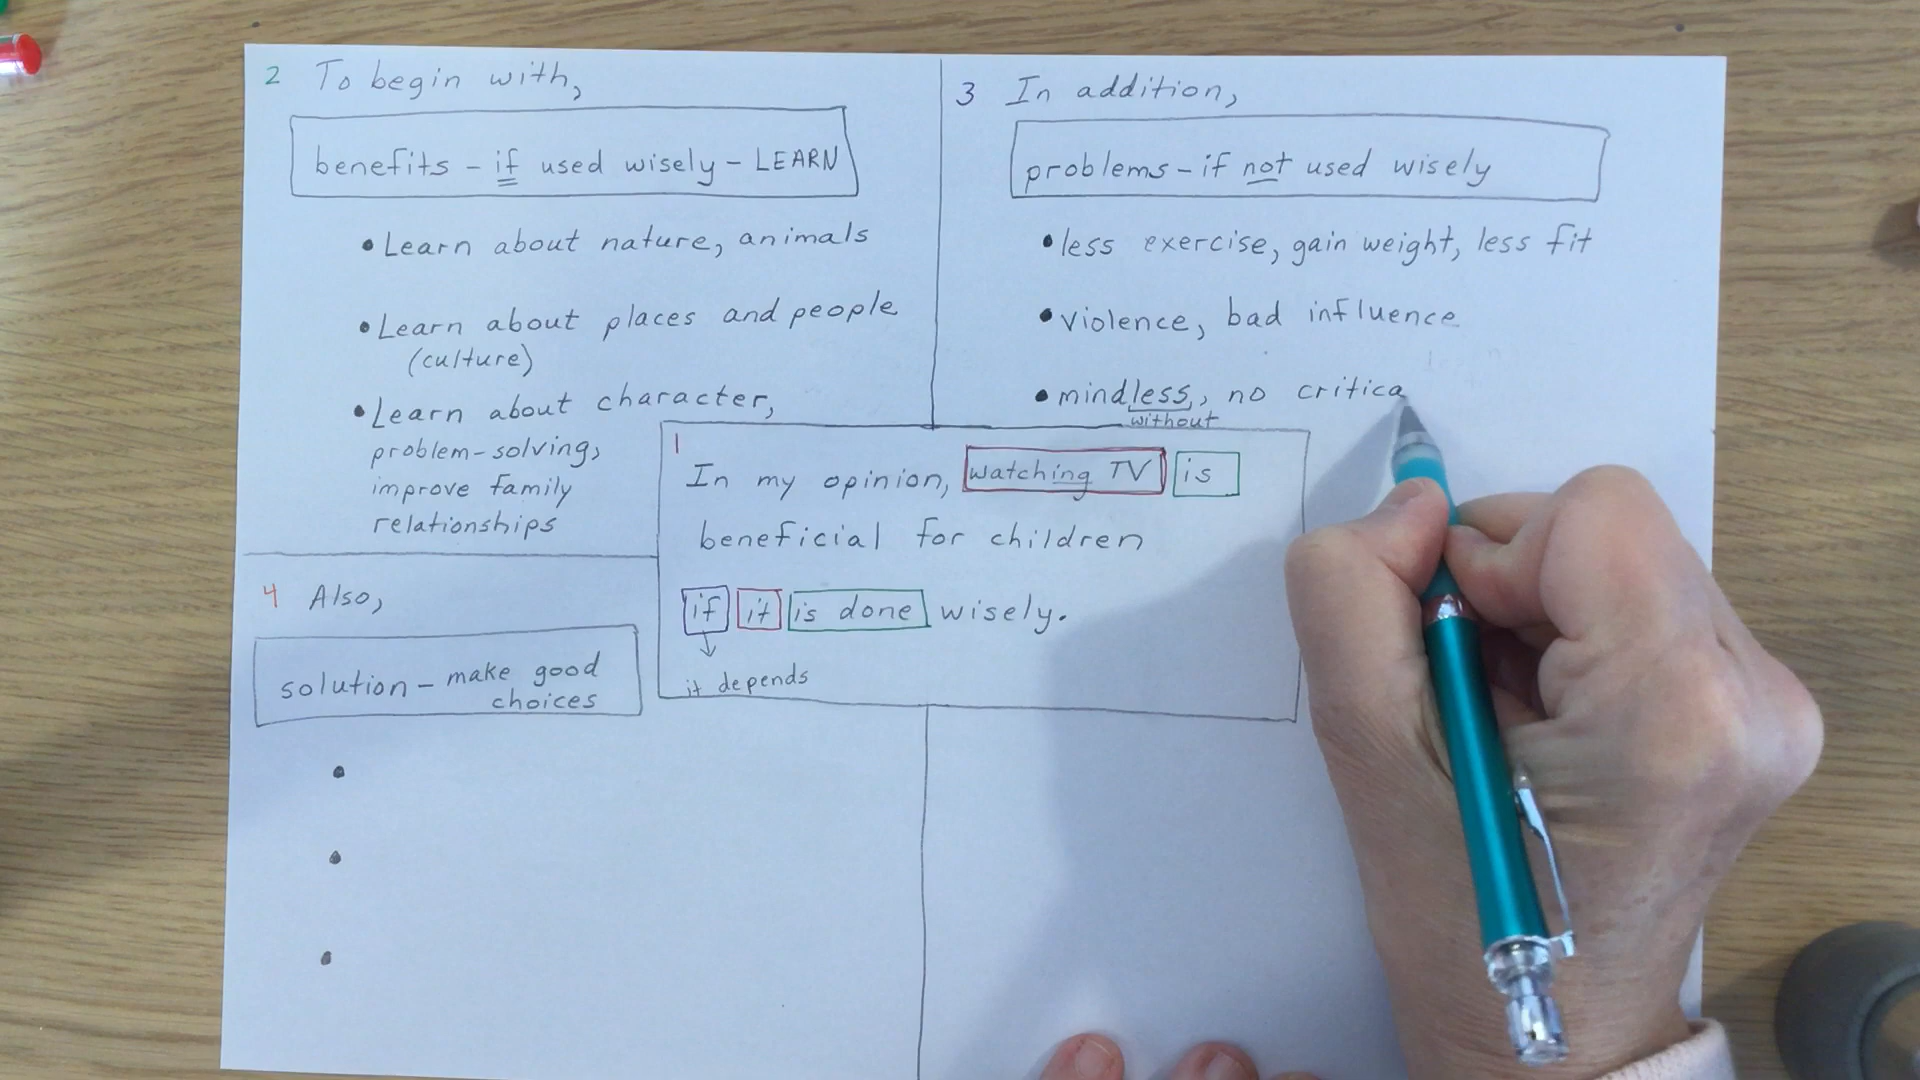 2 To begin with,
benefits - if used wisely - LEARN
• Learn about nature, animals
• Learn about places and people
(culture)
• Learn about character,
problem-solving,
improve family
relationships
3 In addition,
problems - if not used wisely
• less exercise, gain weight, less fit
• violence, bad influence
• mindless, no critica
without
1
In my opinion, watching TV is
beneficial for children
if it is done wisely.
it depends
4 Also,
solution - make good
choices
•
•
•